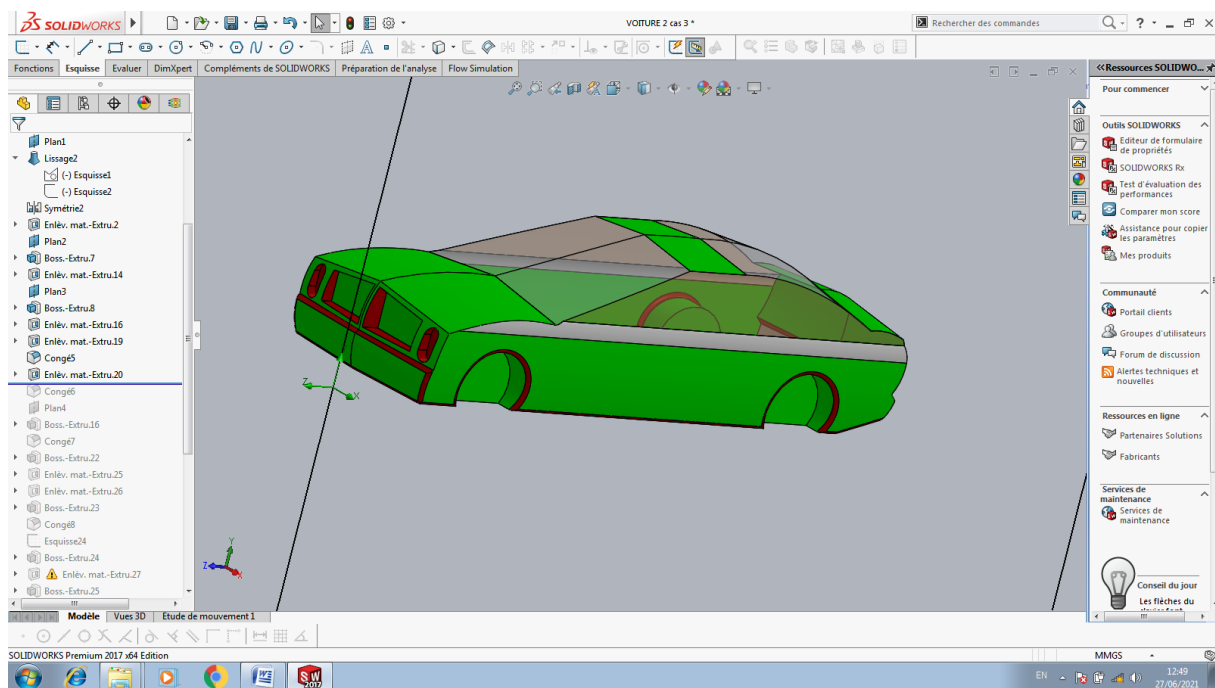 SOLIDWORKS
VOITURE 2 cas 3 *
Rechercher des commandes
Fonctions
Esquisse
Evaluer
DimXpert
Compléments de SOLIDWORKS
Préparation de l'analyse
Flow Simulation
Plan1
Lissage2
(-) Esquisse1
(-) Esquisse2
Symétrie2
Enlèv. mat.-Extru.2
Plan2
Boss.-Extru.7
Enlèv. mat.-Extru.14
Plan3
Boss.-Extru.8
Enlèv. mat.-Extru.16
Enlèv. mat.-Extru.19
Congé5
Enlèv. mat.-Extru.20
Congé6
Plan4
Boss.-Extru.16
Congé7
Boss.-Extru.22
Enlèv. mat.-Extru.25
Enlèv. mat.-Extru.26
Boss.-Extru.23
Congé8
Esquisse24
Boss.-Extru.24
Enlèv. mat.-Extru.27
Boss.-Extru.25
Z
X
Y
Z
X
Ressources SOLIDWO...
Pour commencer
Outils SOLIDWORKS
Editeur de formulaire
de propriétés
SOLIDWORKS Rx
Test d'évaluation des
performances
Comparer mon score
Assistance pour copier
les paramètres
Mes produits
Communauté
Portail clients
Groupes d'utilisateurs
Forum de discussion
Alertes techniques et
nouvelles
Ressources en ligne
Partenaires Solutions
Fabricants
Services de
maintenance
Services de
maintenance
Conseil du jour
Les flèches du
Modèle
Vues 3D
Etude de mouvement 1
SOLIDWORKS Premium 2017 x64 Edition
MMGS
SW
2017
EN
12:49
27/06/2021